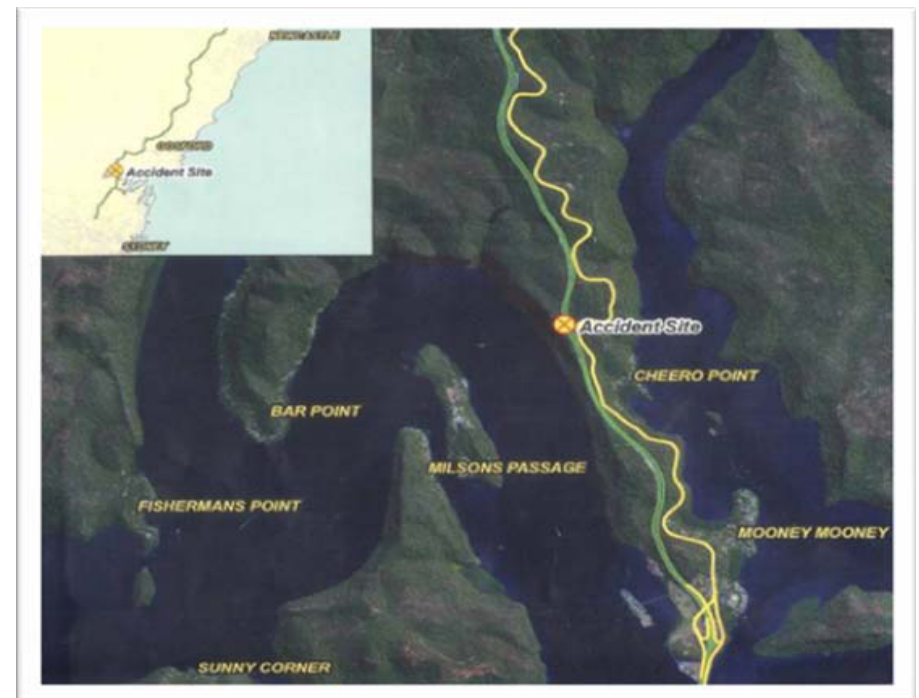 NEWCASTLE
GOSFORD
Accident Site
SYDNEY
Accident Site
CHEERO POINT
BAR POINT
MILSONS PASSAGE
FISHERMANS POINT
MOONEY MOONEY
SUNNY CORNER